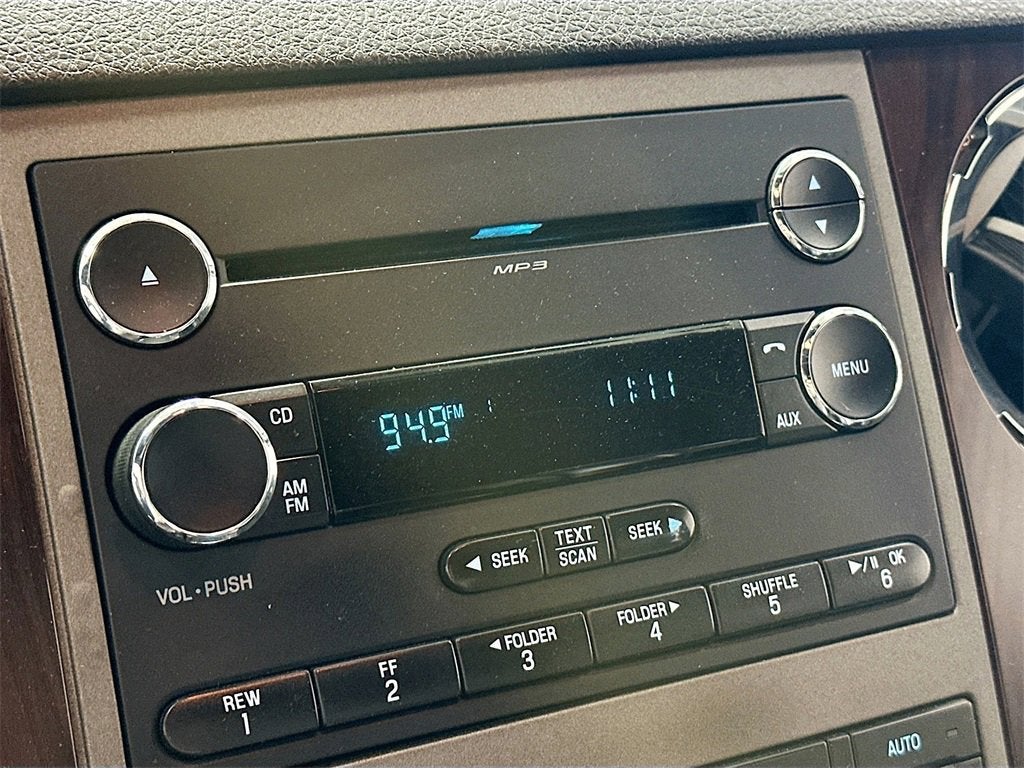 MP3
MENU
CD
94.9 FM 1 11:11
AUX
AM
FM
◄ SEEK
TEXT
SCAN
SEEK ►
VOL • PUSH
REW
1
FF
2
◄ FOLDER
3
FOLDER ►
4
SHUFFLE
5
►/II OK
6
AUTO